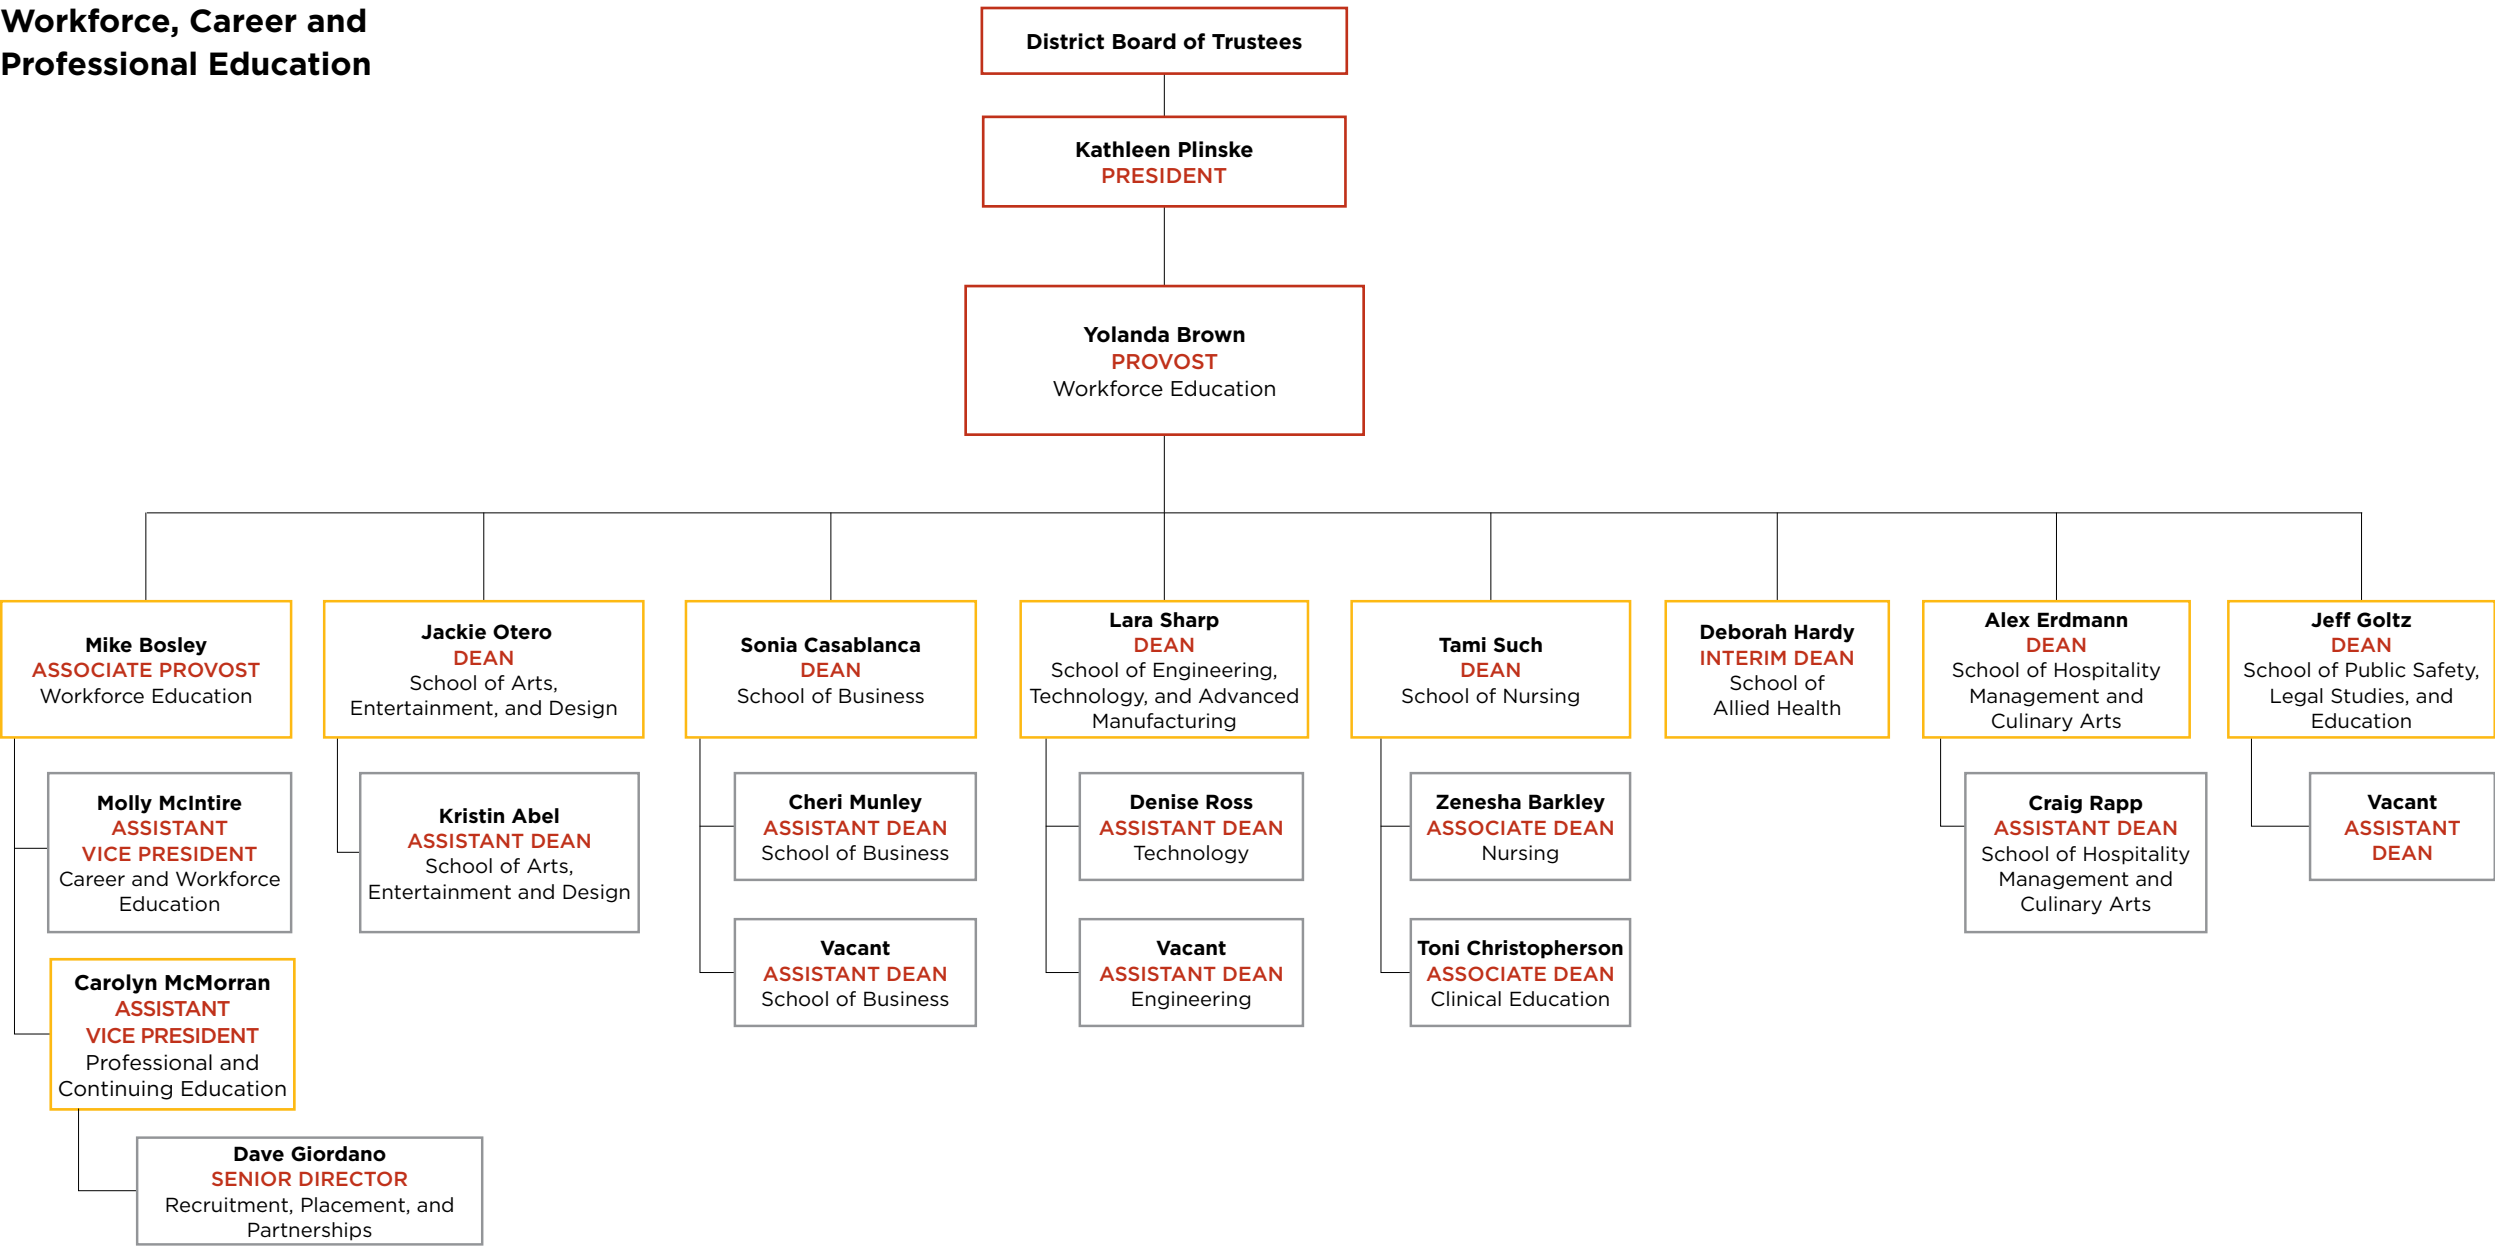 Workforce, Career and
Professional Education
District Board of Trustees
Kathleen Plinske
PRESIDENT
Yolanda Brown
PROVOST
Workforce Education
Mike Bosley
ASSOCIATE PROVOST
Workforce Education
Molly McIntire
ASSISTANT
VICE PRESIDENT
Career and Workforce
Education
Carolyn McMorran
ASSISTANT
VICE PRESIDENT
Professional and
Continuing Education
Dave Giordano
SENIOR DIRECTOR
Recruitment, Placement, and
Partnerships
Jackie Otero
DEAN
School of Arts,
Entertainment, and Design
Kristin Abel
ASSISTANT DEAN
School of Arts,
Entertainment and Design
Sonia Casablanca
DEAN
School of Business
Cheri Munley
ASSISTANT DEAN
School of Business
Vacant
ASSISTANT DEAN
School of Business
Lara Sharp
DEAN
School of Engineering,
Technology, and Advanced
Manufacturing
Denise Ross
ASSISTANT DEAN
Technology
Vacant
ASSISTANT DEAN
Engineering
Tami Such
DEAN
School of Nursing
Zenesha Barkley
ASSOCIATE DEAN
Nursing
Toni Christopherson
ASSOCIATE DEAN
Clinical Education
Deborah Hardy
INTERIM DEAN
School of
Allied Health
Alex Erdmann
DEAN
School of Hospitality
Management and
Culinary Arts
Craig Rapp
ASSISTANT DEAN
School of Hospitality
Management and
Culinary Arts
Jeff Goltz
DEAN
School of Public Safety,
Legal Studies, and
Education
Vacant
ASSISTANT
DEAN